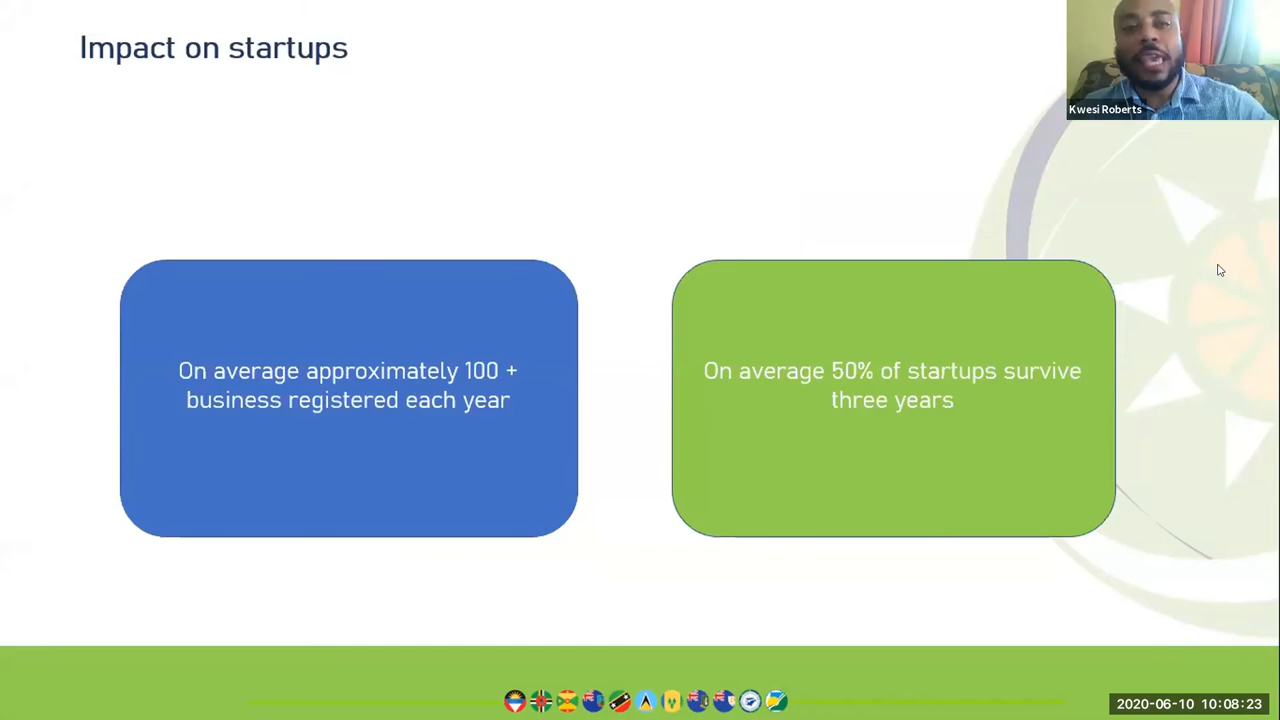 Impact on startups
Kwesi Roberts
On average approximately 100 +
business registered each year
On average 50% of startups survive
three years
2020-06-10 10:08:23